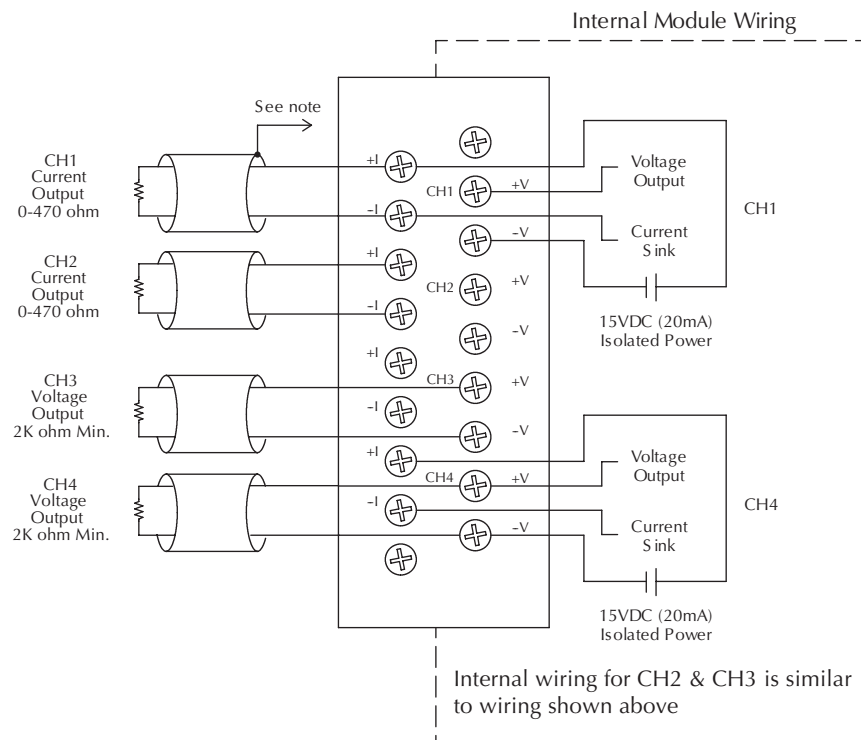 Internal Module Wiring
See note
CH1
Current
Output
0-470 ohm
CH2
Current
Output
0-470 ohm
CH3
Voltage
Output
2K ohm Min.
CH4
Voltage
Output
2K ohm Min.
+I
CH1
+V
-I
-V
+I
CH2
+V
-I
-V
+I
CH3
+V
-I
-V
+I
CH4
+V
-I
-V
Voltage
Output
CH1
Current
Sink
15VDC (20mA)
Isolated Power
Voltage
Output
CH4
Current
Sink
15VDC (20mA)
Isolated Power
Internal wiring for CH2 & CH3 is similar
to wiring shown above